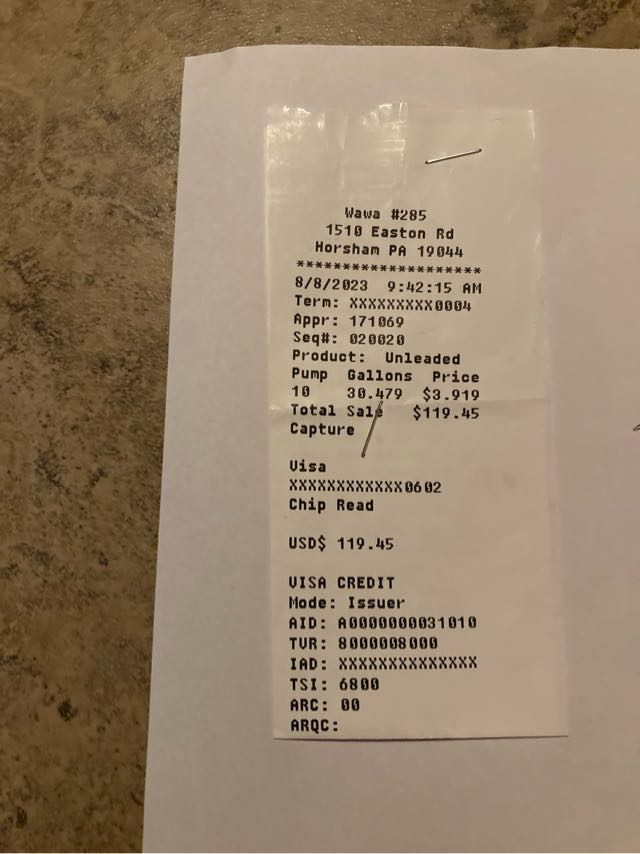 Wawa #285
1510 Easton Rd
Horsham PA 19044
********************
8/8/2023 9:42:15 AM
Term: XXXXXXXXX0004
Appr: 171069
Seq#: 020020
Product: Unleaded
Pump Gallons Price
10 30.479 $3.919
Total Sale $119.45
Capture
Visa
XXXXXXXXXXXX0602
Chip Read
USD$ 119.45
VISA CREDIT
Mode: Issuer
AID: A0000000031010
TVR: 8000008000
IAD: XXXXXXXXXXXXXX
TSI: 6800
ARC: 00
ARQC: